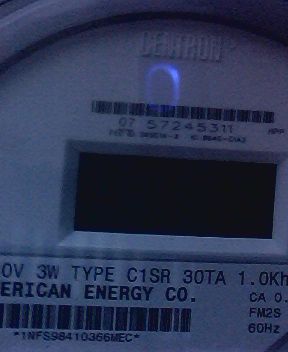 CENTRON
07 57245311
0V 3W TYPE C1SR 30TA 1.0Kh
ERICAN ENERGY CO.
CA 0.
FM2S
60Hz
*1NFS98410366MEC*